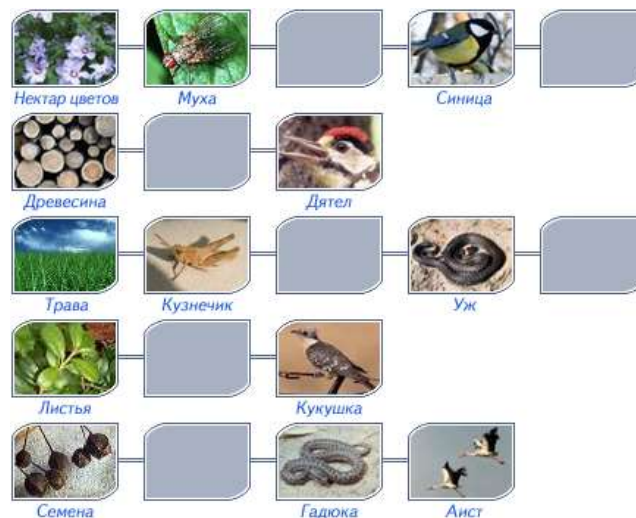 Нектар цветов Муха Синица
Древесина Дятел
Трава Кузнечик Уж
Листья Кукушка
Семена Гадюка Аист